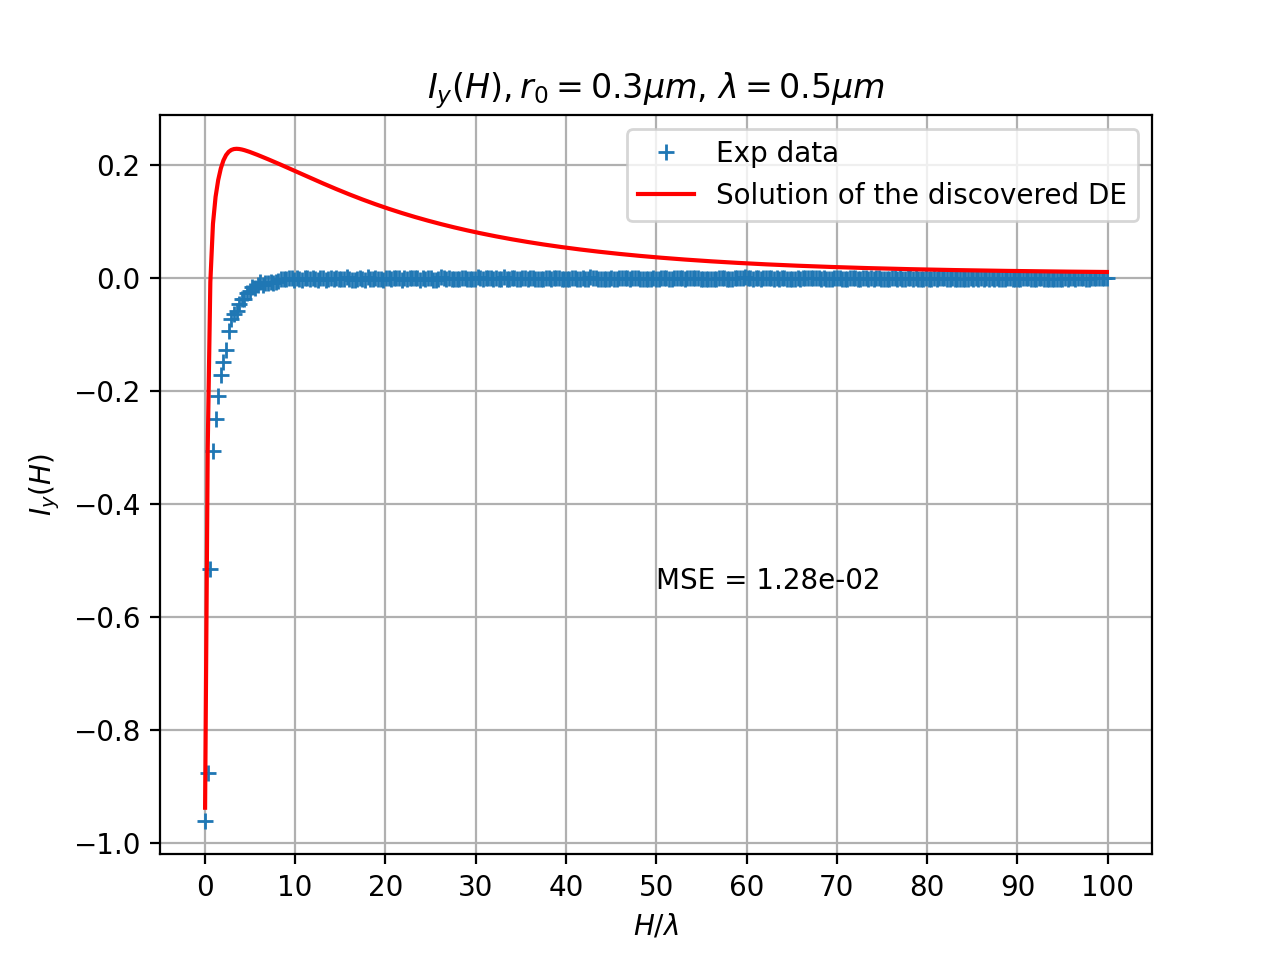 I_y(H), r_0 = 0.3μm, λ = 0.5μm
Exp data
Solution of the discovered DE
0.2
0.0
−0.2
−0.4
−0.6
−0.8
−1.0
I_y(H)
MSE = 1.28e-02
0 10 20 30 40 50 60 70 80 90 100
H/λ